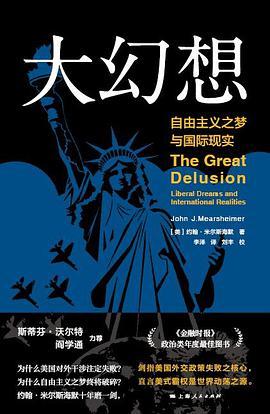 大幻想
自由主义之梦
与国际现实
The Great
Delusion
Liberal Dreams and
International Realities
John J.Mearsheimer
[美] 约翰·米尔斯海默 著
李泽 译 刘丰 校
斯蒂芬·沃尔特
阎学通 力荐
《金融时报》
政治类年度最佳图书
为什么美国对外干涉注定失败?
为什么自由主义之梦终将破碎?
约翰·米尔斯海默十年磨一剑,
剑指美国外交政策失败之核心,
直言美式霸权是世界动荡之源。
上海人民出版社